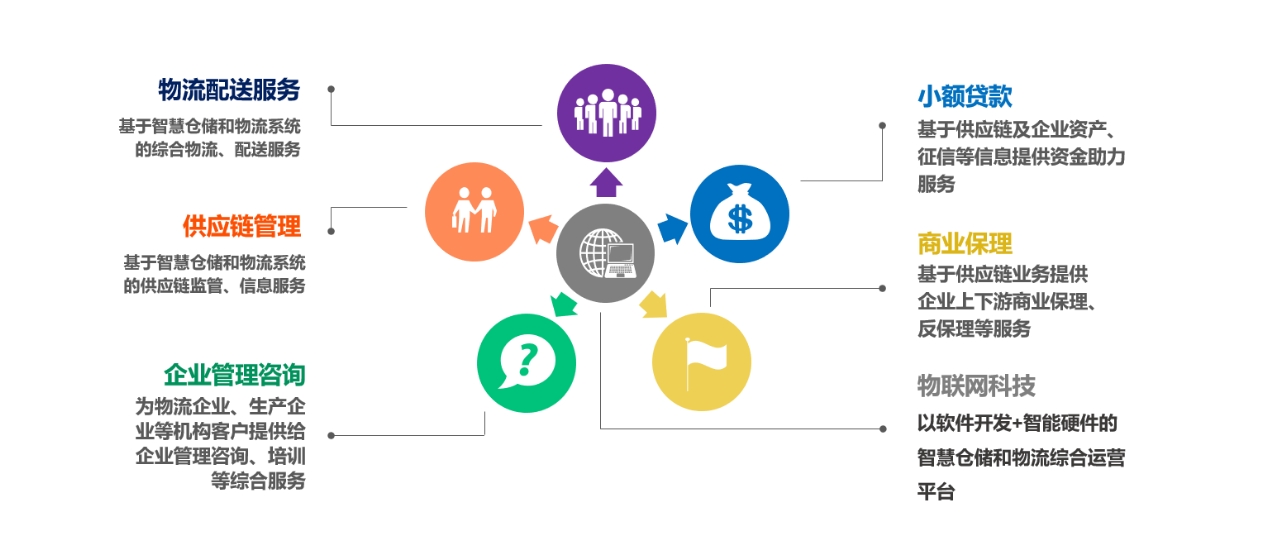 物流配送服务
基于智慧仓储和物流系统
的综合物流、配送服务
供应链管理
基于智慧仓储和物流系统
的供应链监管、信息服务
企业管理咨询
为物流企业、生产企
业等机构客户提供给
企业管理咨询、培训
等综合服务
$
?
小额贷款
基于供应链及企业资产、
征信等信息提供资金助力
服务
商业保理
基于供应链业务提供
企业上下游商业保理、
反保理等服务
物联网科技
以软件开发+智能硬件的
智慧仓储和物流综合运营
平台